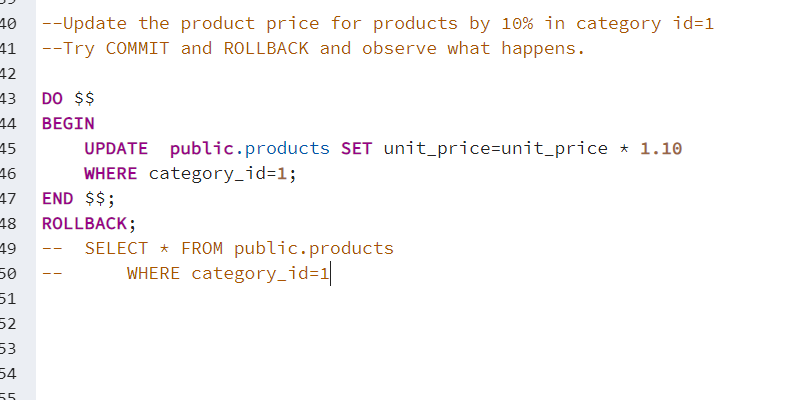 39
40 --Update the product price for products by 10% in category id=1
41 --Try COMMIT and ROLLBACK and observe what happens.
42
43 DO $$
44 BEGIN
45 UPDATE  public.products SET unit_price=unit_price * 1.10
46 WHERE category_id=1;
47 END $$;
48 ROLLBACK;
49 --  SELECT * FROM public.products
50 --      WHERE category_id=1
51
52
53
54
55